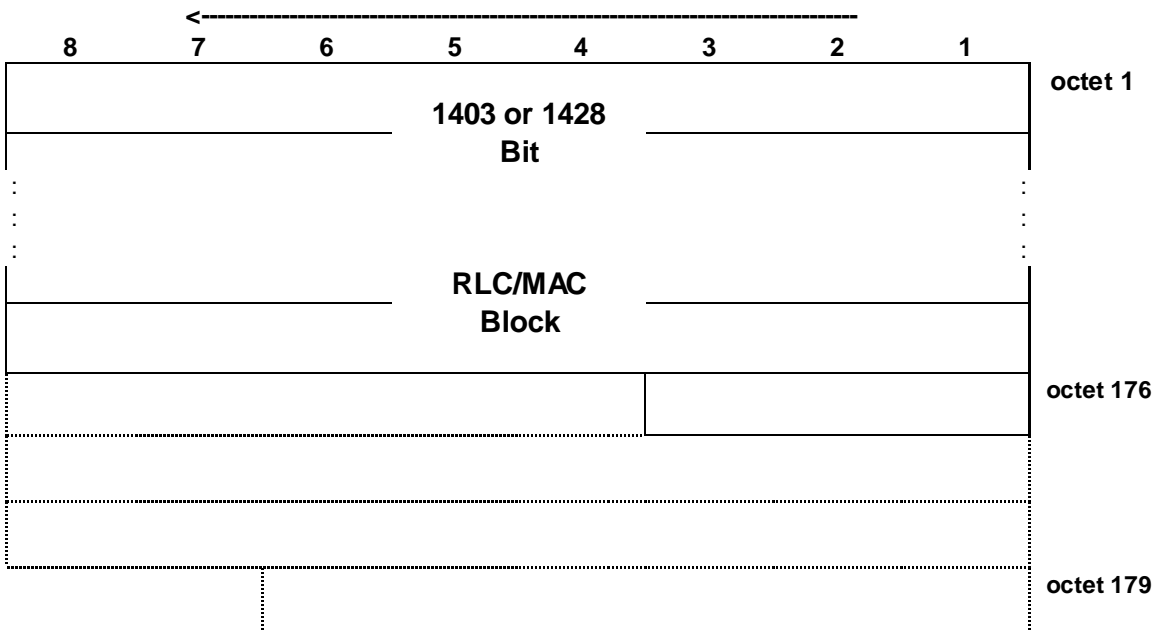 8 7 6 5 4 3 2 1
octet 1
1403 or 1428
Bit
:
:
:
:
:
:
RLC/MAC
Block
octet 176
octet 179